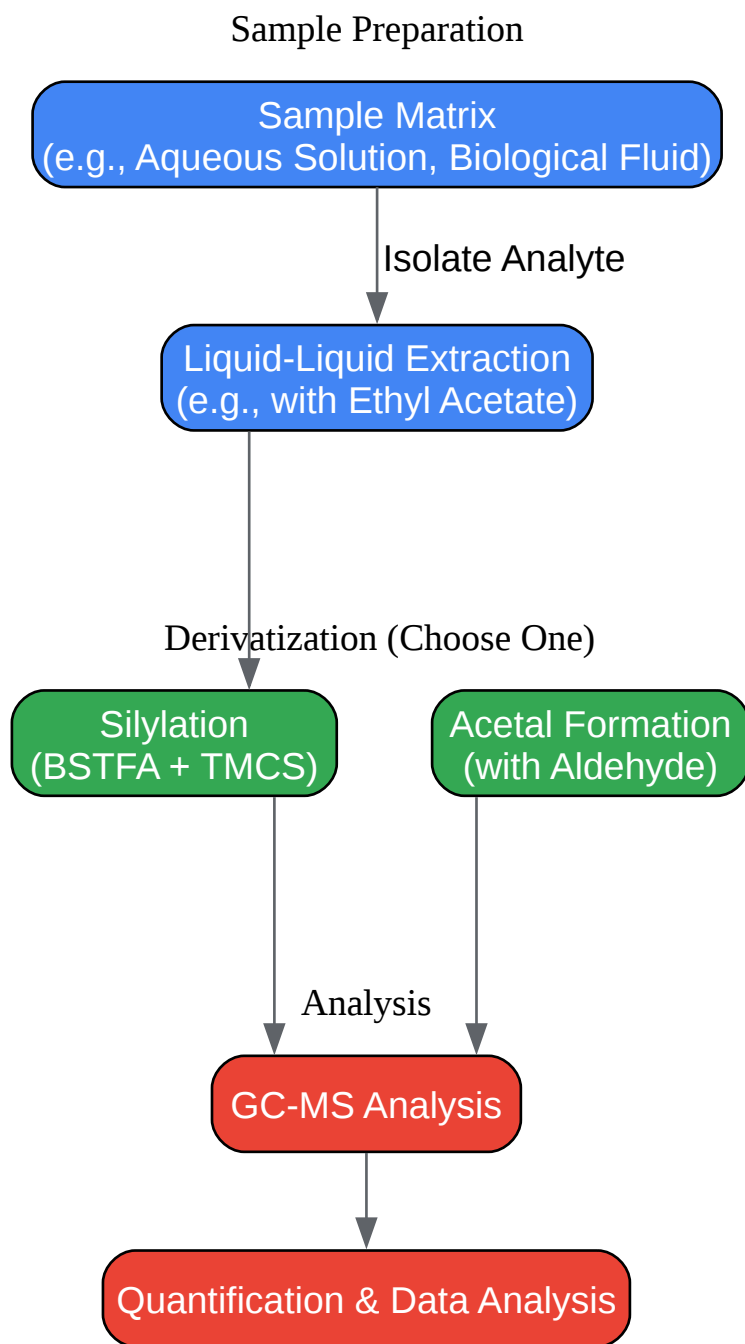 Sample Preparation
Sample Matrix
(e.g., Aqueous Solution, Biological Fluid)
Isolate Analyte
Liquid-Liquid Extraction
(e.g., with Ethyl Acetate)
Derivatization (Choose One)
Silylation
(BSTFA + TMCS)
Acetal Formation
(with Aldehyde)
Analysis
GC-MS Analysis
Quantification & Data Analysis